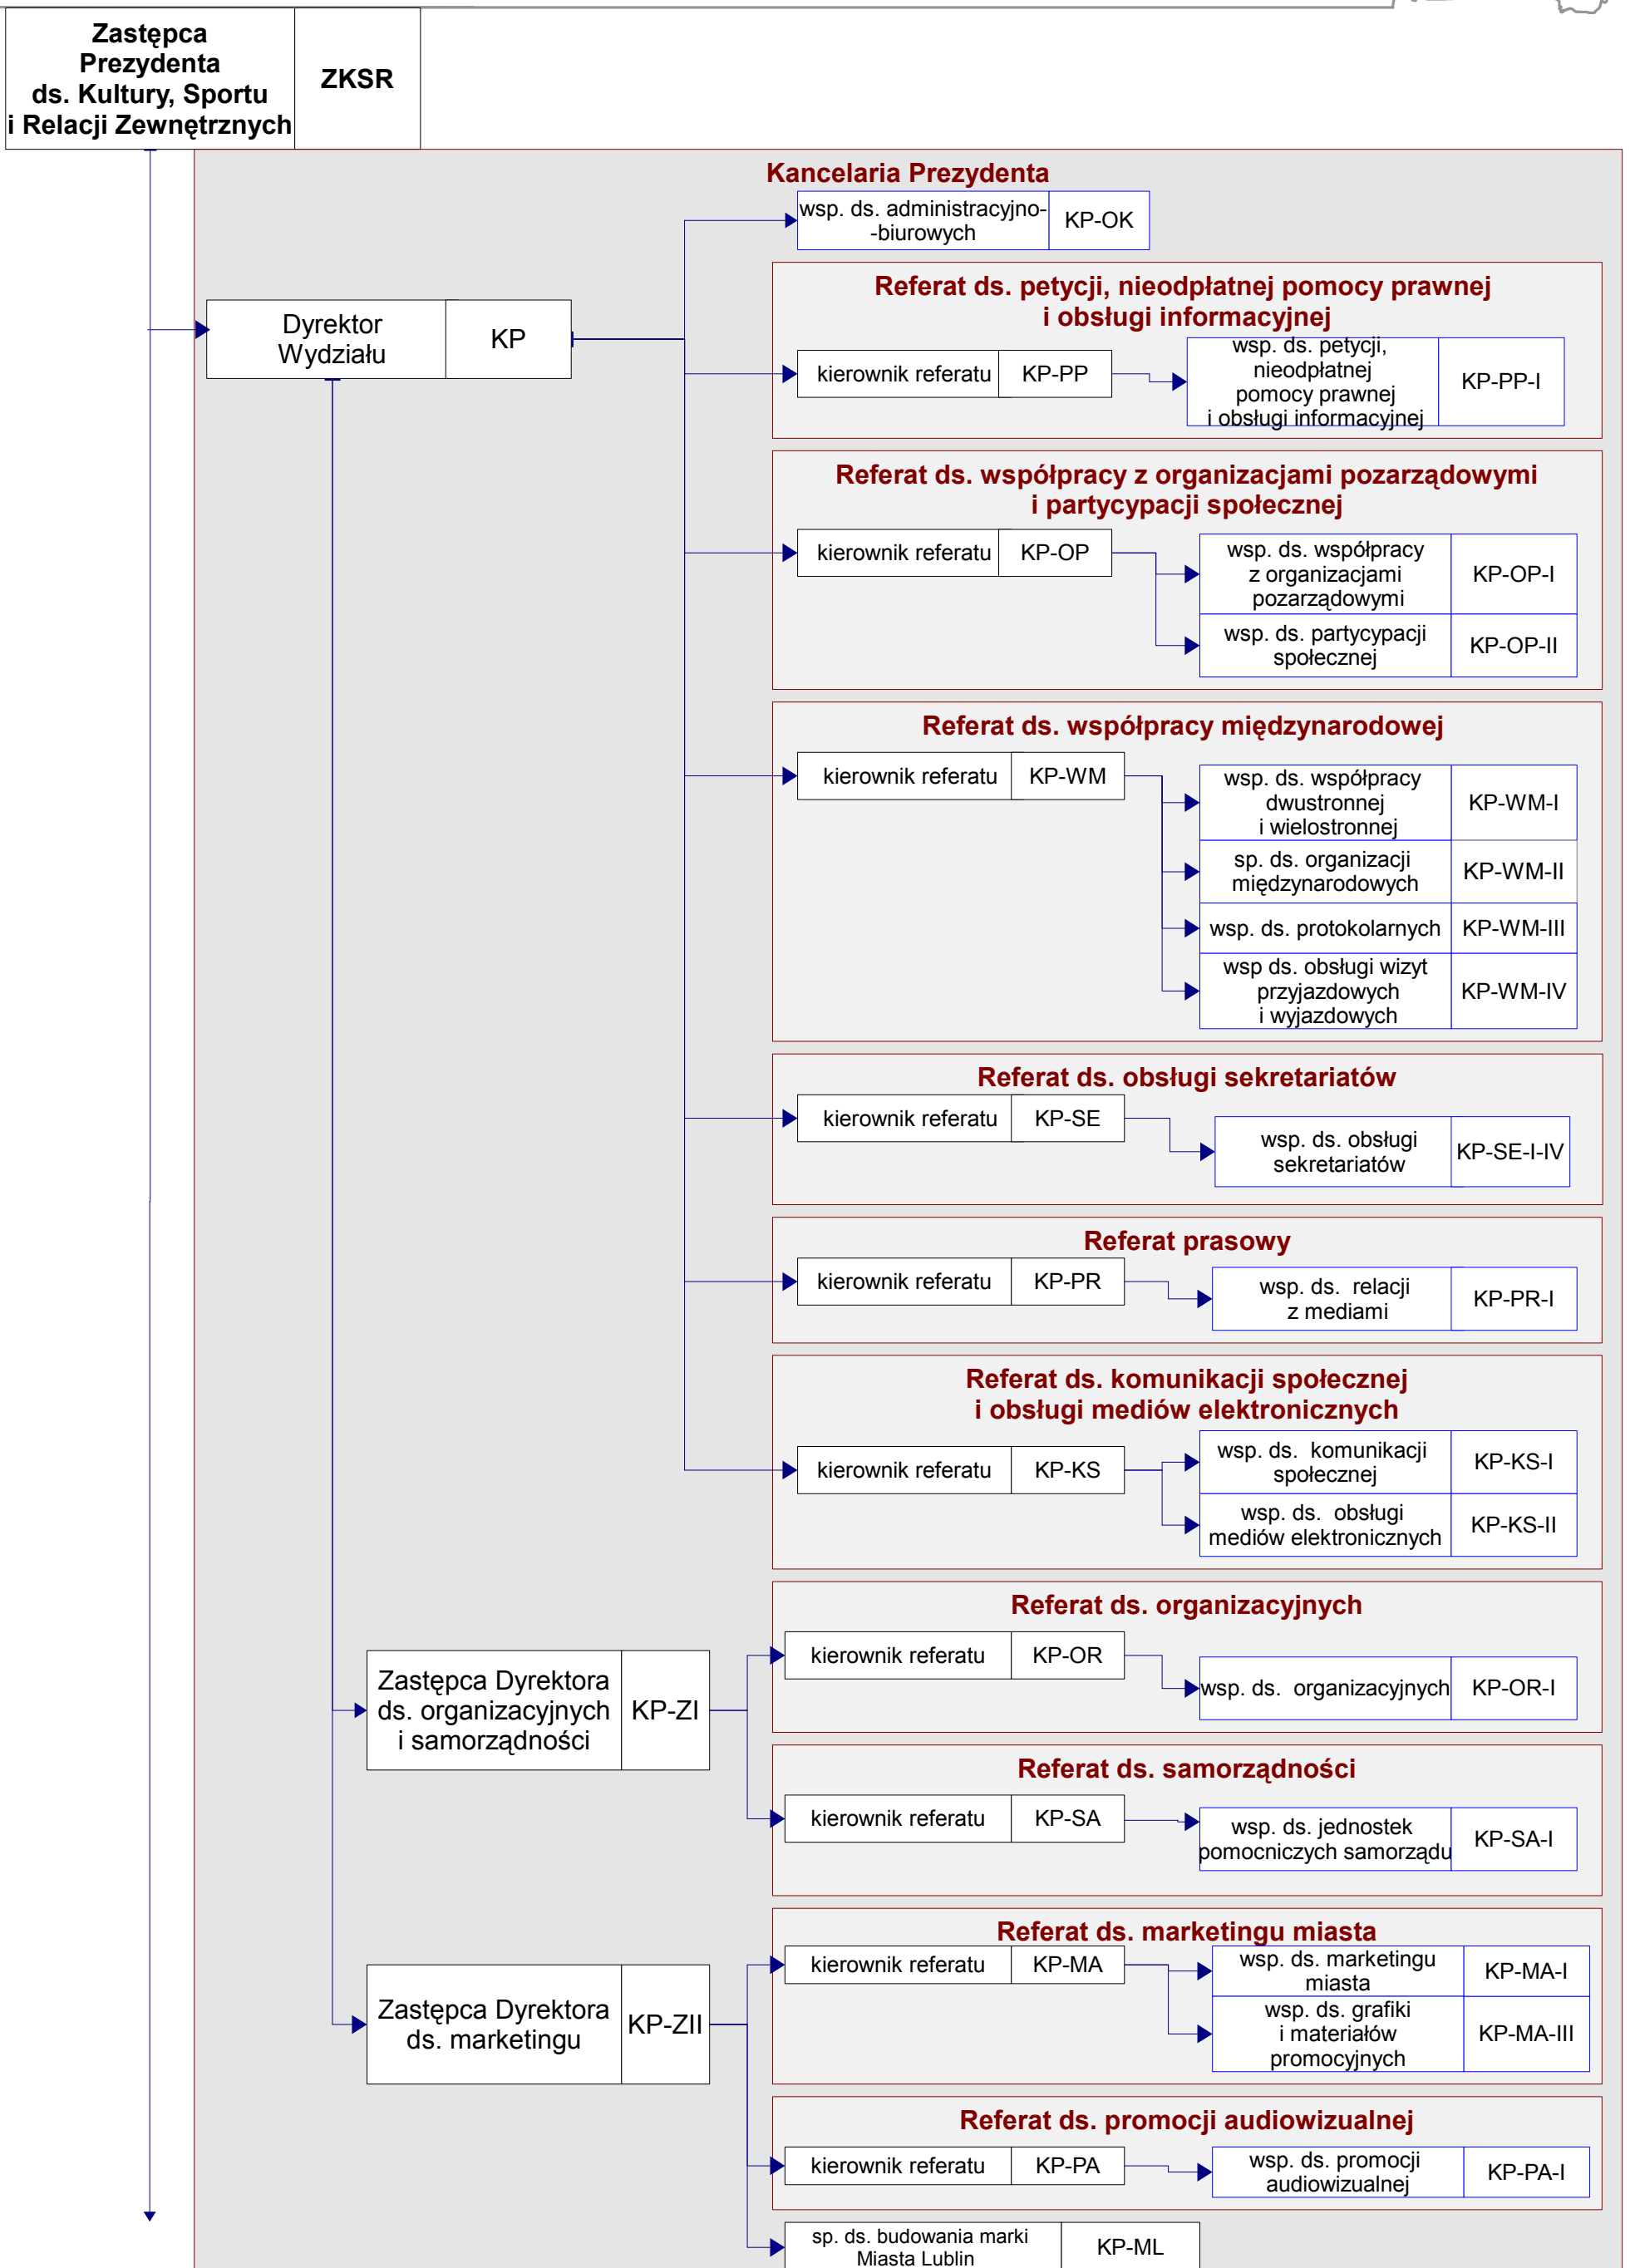 Zastępca
Prezydenta
ds. Kultury, Sportu
i Relacji Zewnętrznych
ZKSR
Kancelaria Prezydenta
wsp. ds. administracyjno-
-biurowych
KP-OK
Dyrektor
Wydziału
KP
Referat ds. petycji, nieodpłatnej pomocy prawnej
i obsługi informacyjnej
kierownik referatu
KP-PP
wsp. ds. petycji,
nieodpłatnej
pomocy prawnej
i obsługi informacyjnej
KP-PP-I
Referat ds. współpracy z organizacjami pozarządowymi
i partycypacji społecznej
kierownik referatu
KP-OP
wsp. ds. współpracy
z organizacjami
pozarządowymi
KP-OP-I
wsp. ds. partycypacji
społecznej
KP-OP-II
Referat ds. współpracy międzynarodowej
kierownik referatu
KP-WM
wsp. ds. współpracy
dwustronnej
i wielostronnej
KP-WM-I
sp. ds. organizacji
międzynarodowych
KP-WM-II
wsp. ds. protokolarnych
KP-WM-III
wsp ds. obsługi wizyt
przyjazdowych
i wyjazdowych
KP-WM-IV
Referat ds. obsługi sekretariatów
kierownik referatu
KP-SE
wsp. ds. obsługi
sekretariatów
KP-SE-I-IV
Referat prasowy
kierownik referatu
KP-PR
wsp. ds. relacji
z mediami
KP-PR-I
Referat ds. komunikacji społecznej
i obsługi mediów elektronicznych
kierownik referatu
KP-KS
wsp. ds. komunikacji
społecznej
KP-KS-I
wsp. ds. obsługi
mediów elektronicznych
KP-KS-II
Zastępca Dyrektora
ds. organizacyjnych
i samorządności
KP-ZI
Referat ds. organizacyjnych
kierownik referatu
KP-OR
wsp. ds. organizacyjnych
KP-OR-I
Referat ds. samorządności
kierownik referatu
KP-SA
wsp. ds. jednostek
pomocniczych samorządu
KP-SA-I
Zastępca Dyrektora
ds. marketingu
KP-ZII
Referat ds. marketingu miasta
kierownik referatu
KP-MA
wsp. ds. marketingu
miasta
KP-MA-I
wsp. ds. grafiki
i materiałów
promocyjnych
KP-MA-III
Referat ds. promocji audiowizualnej
kierownik referatu
KP-PA
wsp. ds. promocji
audiowizualnej
KP-PA-I
sp. ds. budowania marki
Miasta Lublin
KP-ML